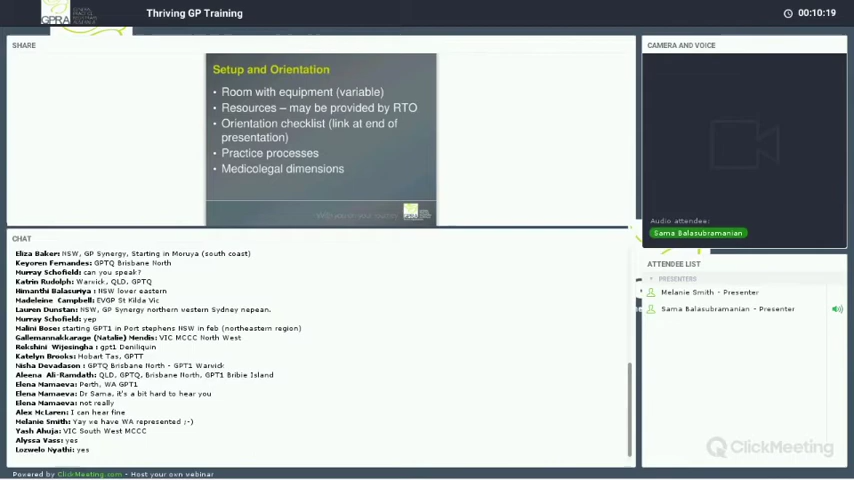 GPRA
Thriving GP Training
00:10:19
SHARE
CAMERA AND VOICE
Setup and Orientation
• Room with equipment (variable)
• Resources – may be provided by RTO
• Orientation checklist (link at end of
presentation)
• Practice processes
• Medicolegal dimensions
Audio attendee:
Sama Balasubramanian
CHAT
Eliza Baker: NSW, GP Synergy, Starting in Moruya (south coast)
Keyoren Fernandes: GPTQ Brisbane North
Murray Schofield: can you speak?
Katrin Rudolph: Warwick, QLD, GPTQ
Himanthi Balasuriya : NSW lover eastern
Madeleine Campbell: EVGP St Kilda Vic
Lauren Dunstan: NSW, GP Synergy northern western Sydney nepean.
Murray Schofield: yep
Malini Bose: starting GPT1 in Port stephens NSW in feb (northeastern region)
Gallemannakkarage (Natalie) Mendis: VIC MCCC North West
Rekshini Wijesingha : gpt1 Deniliquin
Katelyn Brooks: Hobart Tas, GPTT
Nisha Devadason : GPTQ Brisbane North - GPT1 Warwick
Aleena Ali-Ramdath: QLD, GPTQ, Brisbane North, GPT1 Bribie Island
Elena Mamaeva: Perth, WA GPT1
Elena Mamaeva: Dr Sama, it's a bit hard to hear you
Elena Mamaeva: not really
Alex McLaren: I can hear fine
Melanie Smith: Yay we have WA represented ;-)
Yash Ahuja: VIC South West MCCC
Alyssa Vass: yes
Lozwelo Nyathi: yes
ATTENDEE LIST
PRESENTERS
Melanie Smith - Presenter
Sama Balasubramanian - Presenter
ClickMeeting
Powered by ClickMeeting.com - Host your own webinar